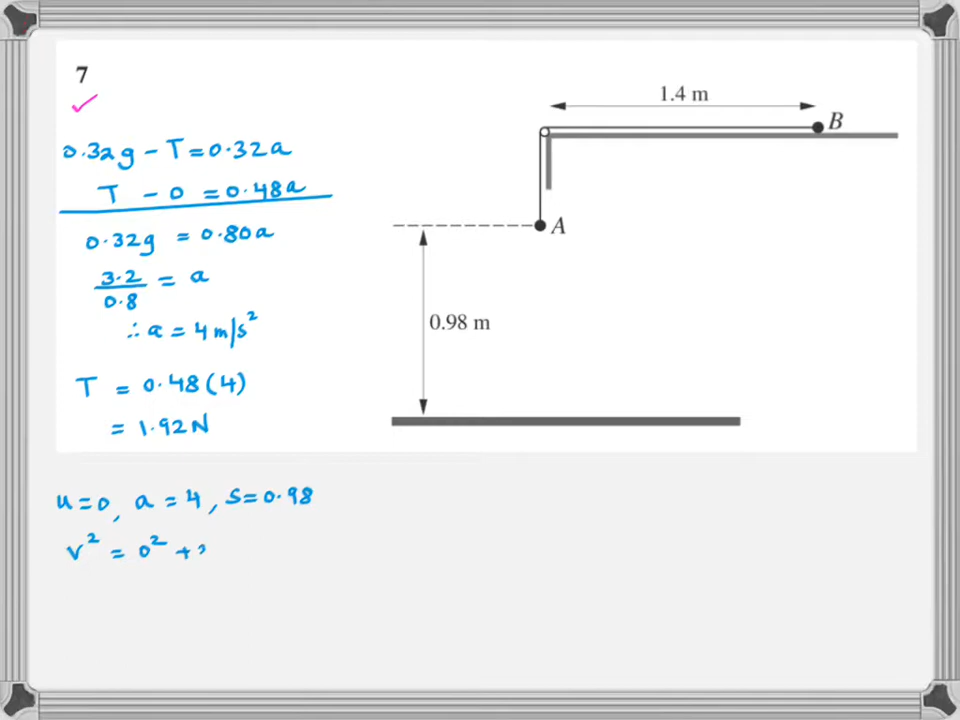 7
0.32g - T = 0.32a
T - 0 = 0.48a
0.32g = 0.80a
3.2/0.8 = a
∴ a = 4 m/s²
T = 0.48(4)
= 1.92N
1.4 m
B
A
0.98 m
u=0, a = 4, S=0.98
v² = 0² +